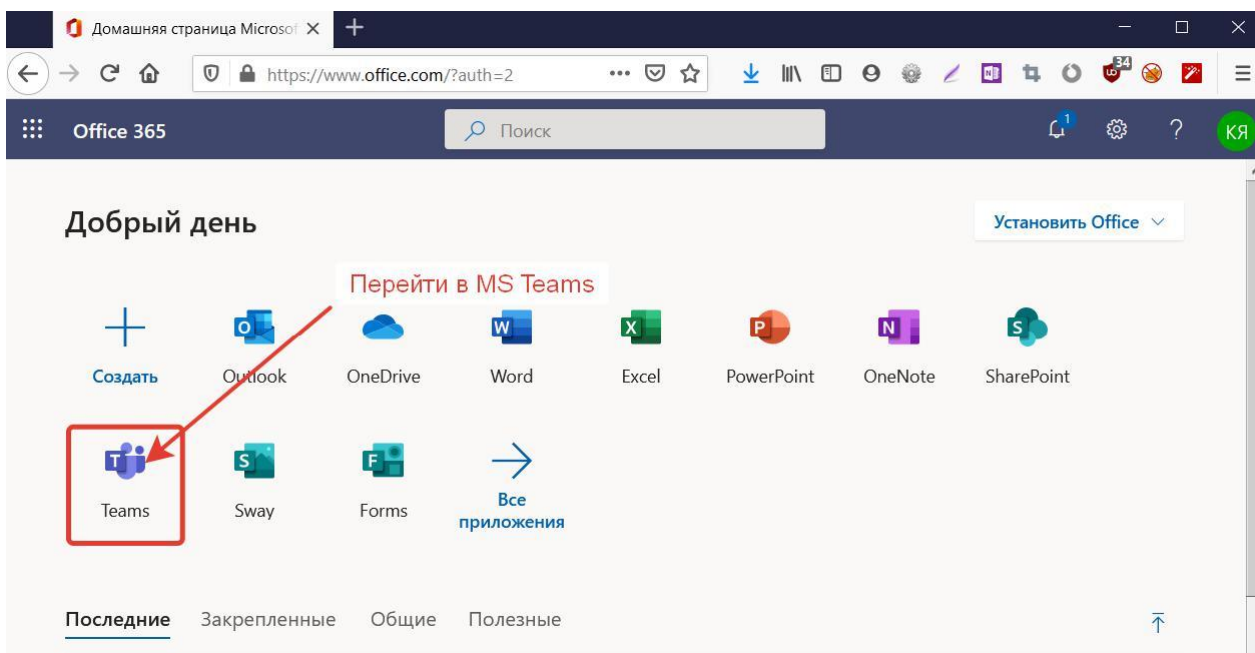 Домашняя страница Microsof
https://www.office.com/?auth=2
34
Office 365
Поиск
1
?
КЯ
Добрый день
Установить Office
Перейти в MS Teams
Создать
Outlook
OneDrive
Word
Excel
PowerPoint
OneNote
SharePoint
Teams
Sway
Forms
Все
приложения
Последние
Закрепленные
Общие
Полезные